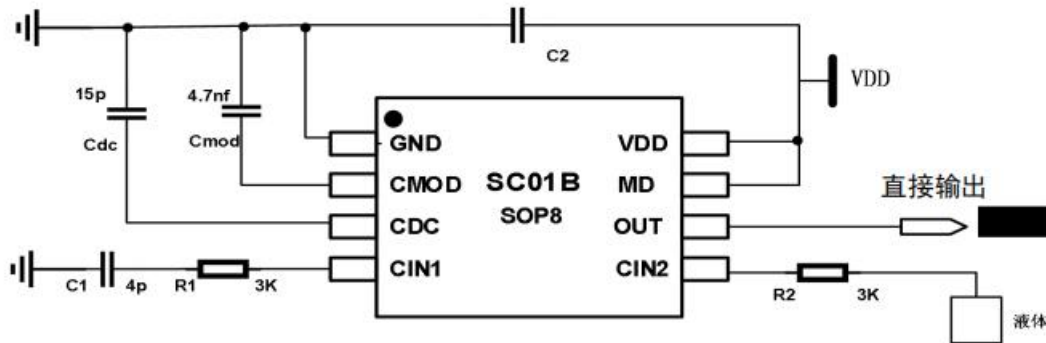 C2
VDD
15p
4.7nf
Cdc
Cmod
GND
VDD
CMOD
SC01B
MD
直接输出
SOP8
CDC
OUT
CIN1
CIN2
C1
4p
R1
3K
R2
3K
液体